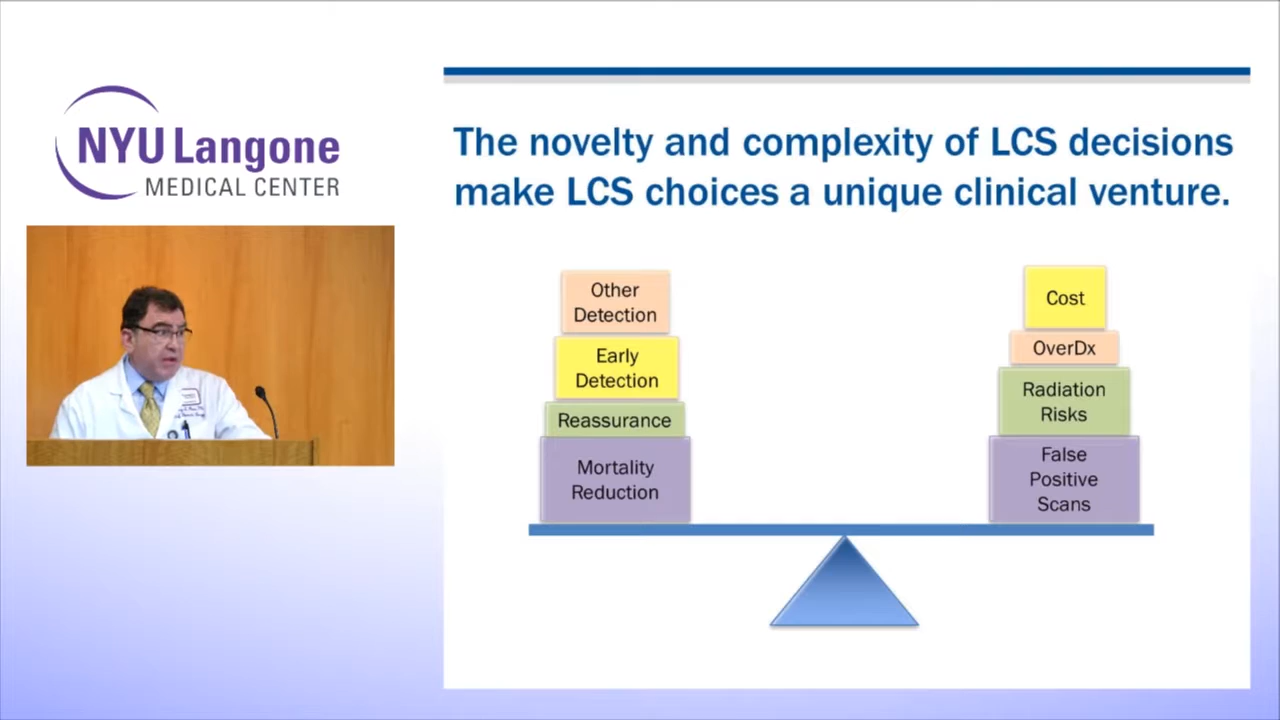 NYU Langone
MEDICAL CENTER
The novelty and complexity of LCS decisions
make LCS choices a unique clinical venture.
Other
Detection
Early
Detection
Reassurance
Mortality
Reduction
Cost
OverDx
Radiation
Risks
False
Positive
Scans